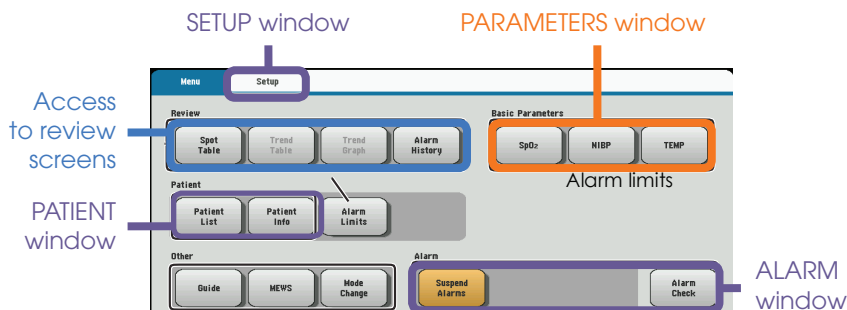 SETUP window
PARAMETERS window
Menu
Setup
Access
to review
screens
Review
Spot
Table
Trend
Table
Trend
Graph
Alarm
History
Basic Parameters
SpO₂
NIBP
TEMP
Alarm limits
PATIENT
window
Patient
Patient
List
Patient
Info
Alarm
Limits
Other
Guide
MEWS
Mode
Change
Alarm
Suspend
Alarms
Alarm
Check
ALARM
window